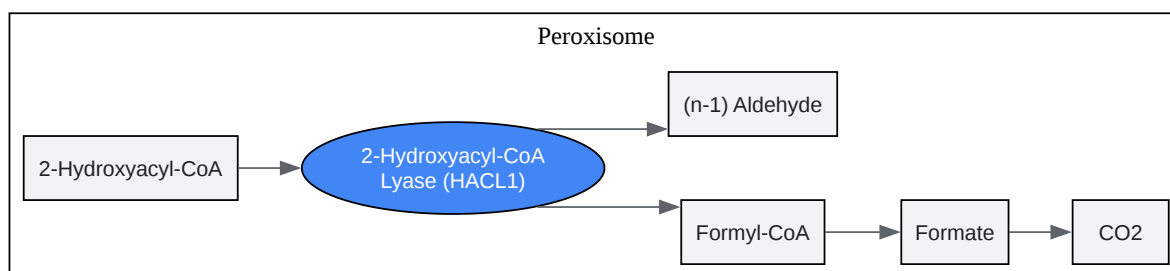 Peroxisome
(n-1) Aldehyde
2-Hydroxyacyl-CoA
2-Hydroxyacyl-CoA
Lyase (HACL1)
Formyl-CoA
Formate
CO2